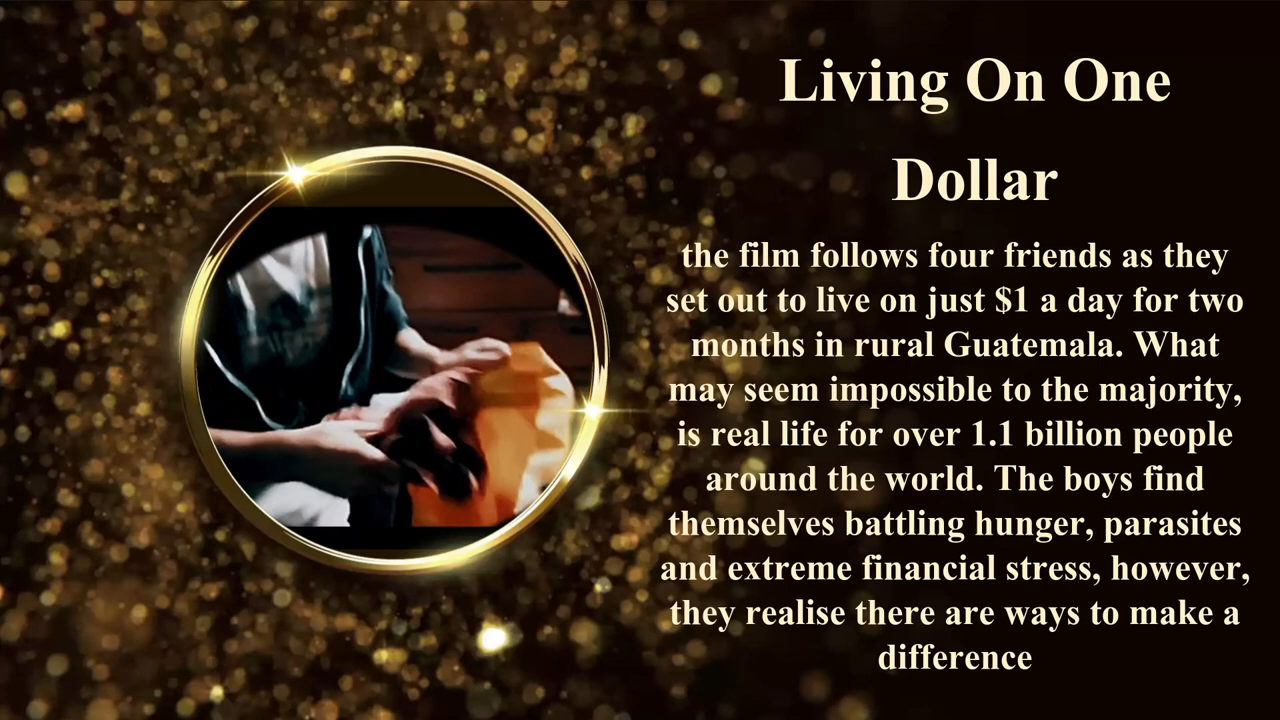 Living On One
Dollar
the film follows four friends as they
set out to live on just $1 a day for two
months in rural Guatemala. What
may seem impossible to the majority,
is real life for over 1.1 billion people
around the world. The boys find
themselves battling hunger, parasites
and extreme financial stress, however,
they realise there are ways to make a
difference